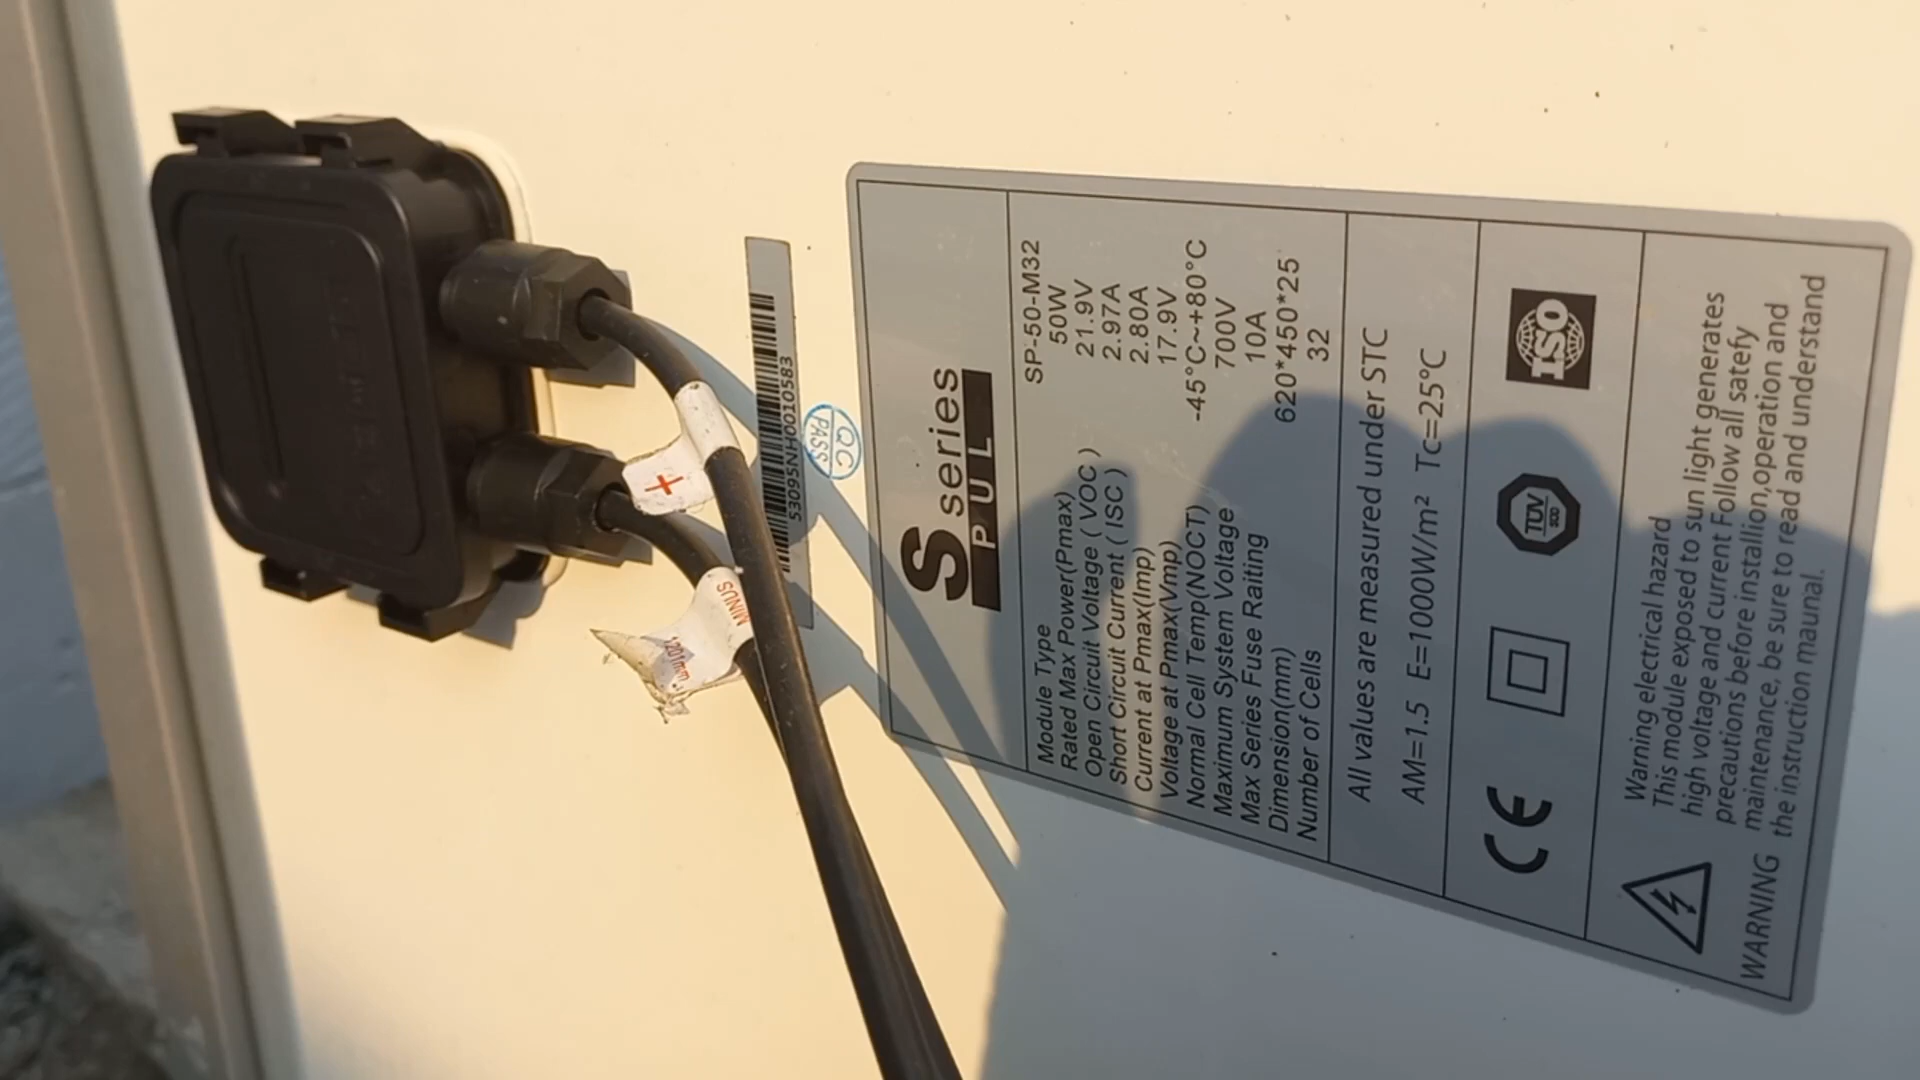 S series
PUL
Module Type SP-50-M32
Rated Max Power(Pmax) 50W
Open Circuit Voltage ( VOC ) 21.9V
Short Circuit Current ( ISC ) 2.97A
Current at Pmax(Imp) 2.80A
Voltage at Pmax(Vmp) 17.9V
Normal Cell Temp(NOCT) -45°C~+80°C
Maximum System Voltage 700V
Max Series Fuse Raiting 10A
Dimension(mm) 620*450*25
Number of Cells 32
All values are measured under STC
AM=1.5 E=1000W/m² Tc=25°C
CE
TÜV
ISO
WARNING
Warning electrical hazard
This module exposed to sun light generates
high voltage and current Follow all satefy
precautions before installion,operation and
maintenance, be sure to read and understand
the instruction maunal.
53095NH0010583
QC
PASS
+
MINUS
1201mm